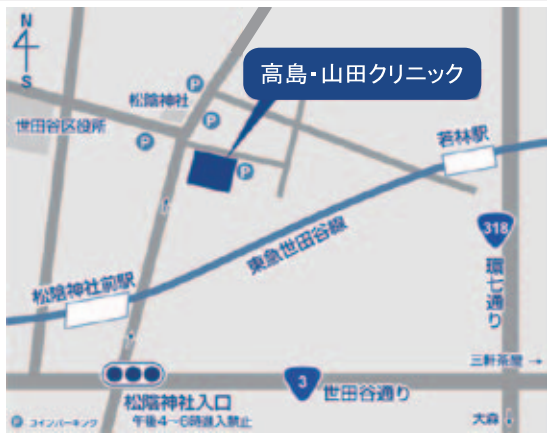 N
S
高島・山田クリニック
P
松陰神社
P
世田谷区役所
P
P
若林駅
318
環七通り
東急世田谷線
松陰神社前駅
三軒茶屋 →
3
世田谷通り
松陰神社入口
午後4~6時進入禁止
P コインパーキング
大森